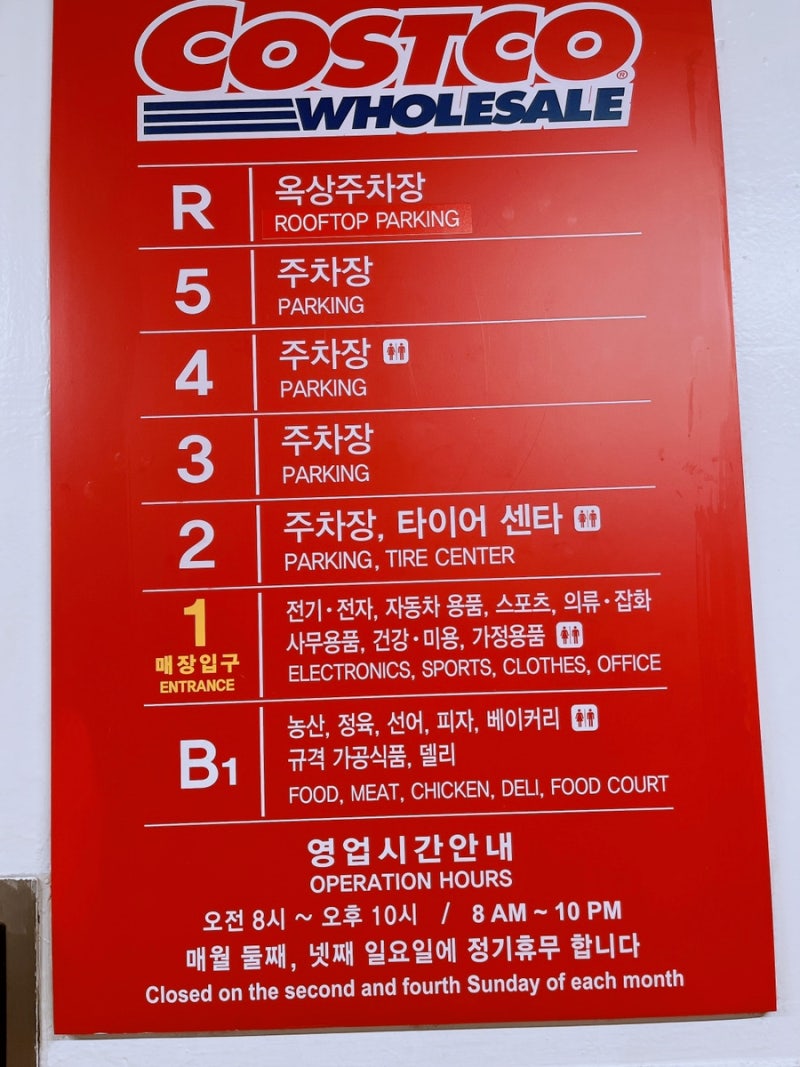 COSTCO
WHOLESALE
R
옥상주차장
ROOFTOP PARKING
5
주차장
PARKING
4
주차장
PARKING
3
주차장
PARKING
2
주차장, 타이어 센타
PARKING, TIRE CENTER
1
매장입구
ENTRANCE
전기·전자, 자동차 용품, 스포츠, 의류·잡화
사무용품, 건강·미용, 가정용품
ELECTRONICS, SPORTS, CLOTHES, OFFICE
B1
농산, 정육, 선어, 피자, 베이커리
규격 가공식품, 델리
FOOD, MEAT, CHICKEN, DELI, FOOD COURT
영업시간안내
OPERATION HOURS
오전 8시 ~ 오후 10시 / 8 AM ~ 10 PM
매월 둘째, 넷째 일요일에 정기휴무 합니다
Closed on the second and fourth Sunday of each month